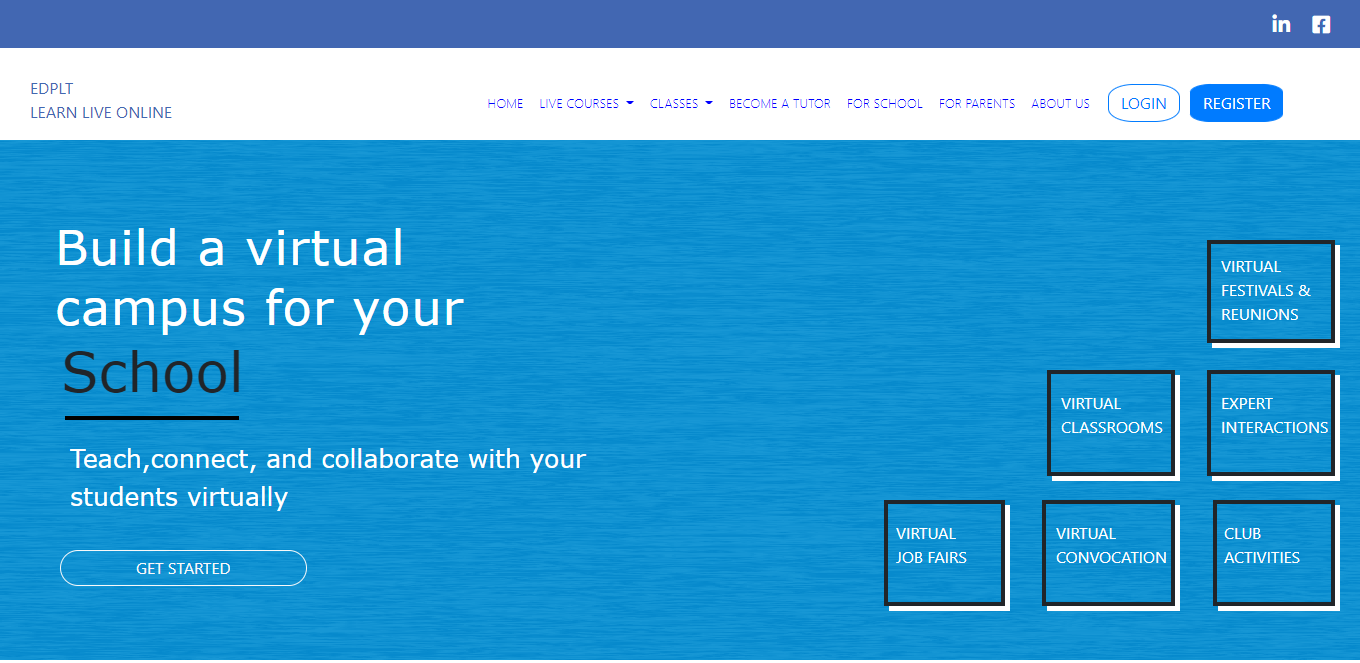 EDPLT
LEARN LIVE ONLINE
HOME LIVE COURSES CLASSES BECOME A TUTOR FOR SCHOOL FOR PARENTS ABOUT US LOGIN REGISTER
Build a virtual
campus for your
School
Teach,connect, and collaborate with your
students virtually
GET STARTED
VIRTUAL
FESTIVALS &
REUNIONS
VIRTUAL
CLASSROOMS
EXPERT
INTERACTIONS
VIRTUAL
JOB FAIRS
VIRTUAL
CONVOCATION
CLUB
ACTIVITIES